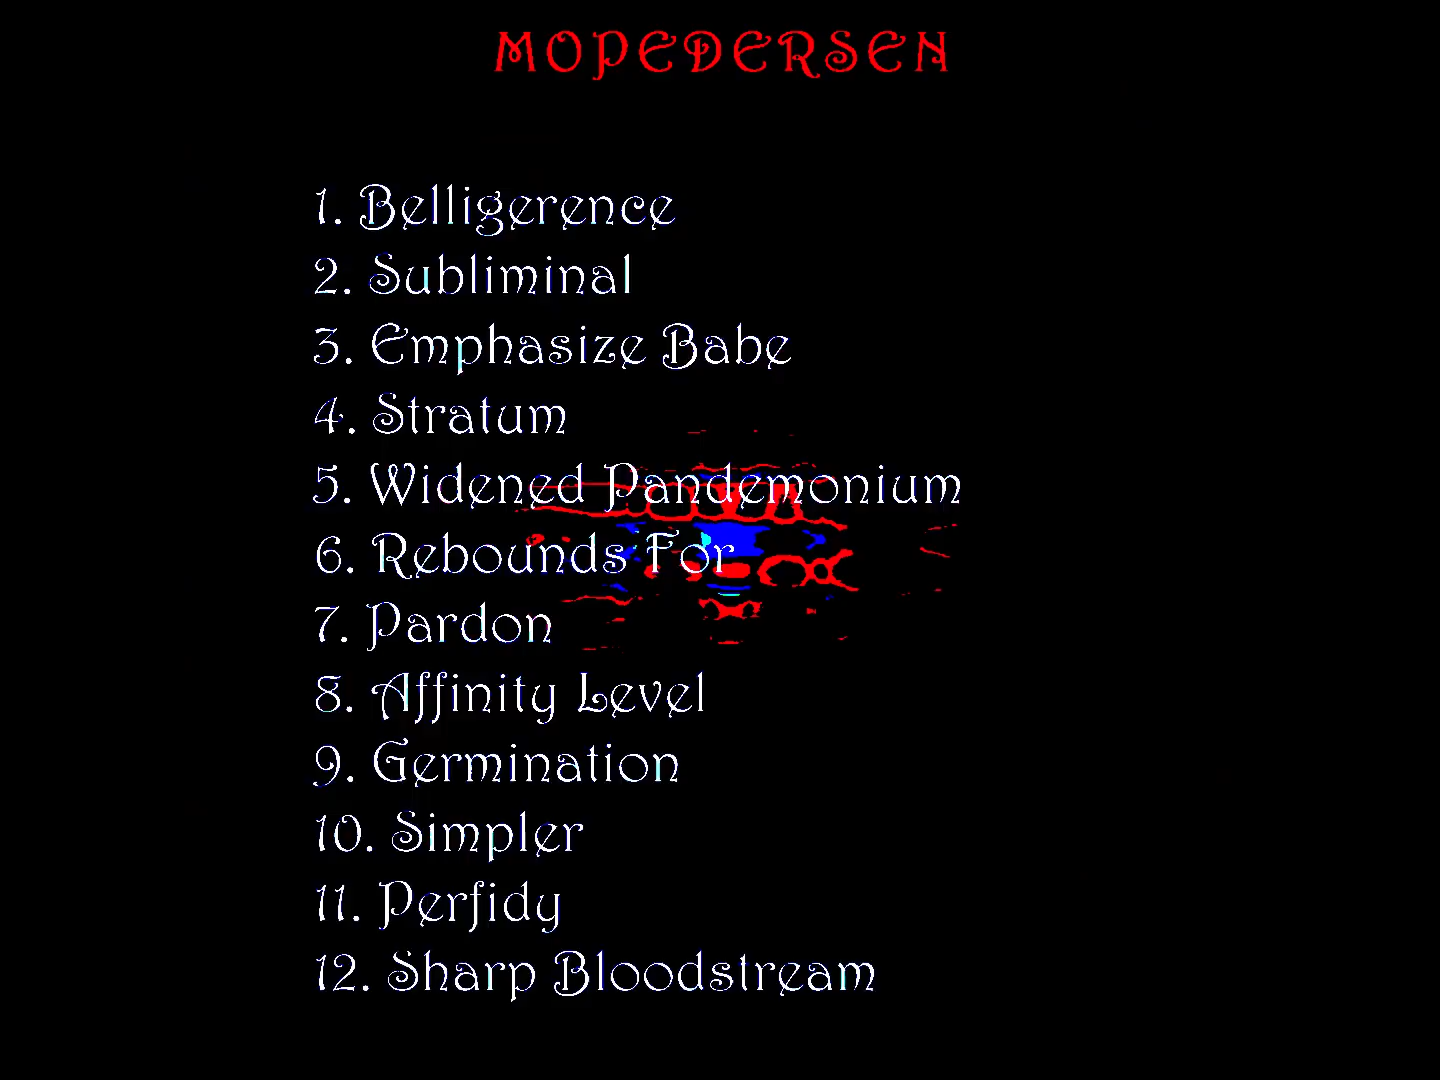 MOPEDERSEN
1. Belligerence
2. Subliminal
3. Emphasize Babe
4. Stratum
5. Widened Pandemonium
6. Rebounds For
7. Pardon
8. Affinity Level
9. Germination
10. Simpler
11. Perfidy
12. Sharp Bloodstream